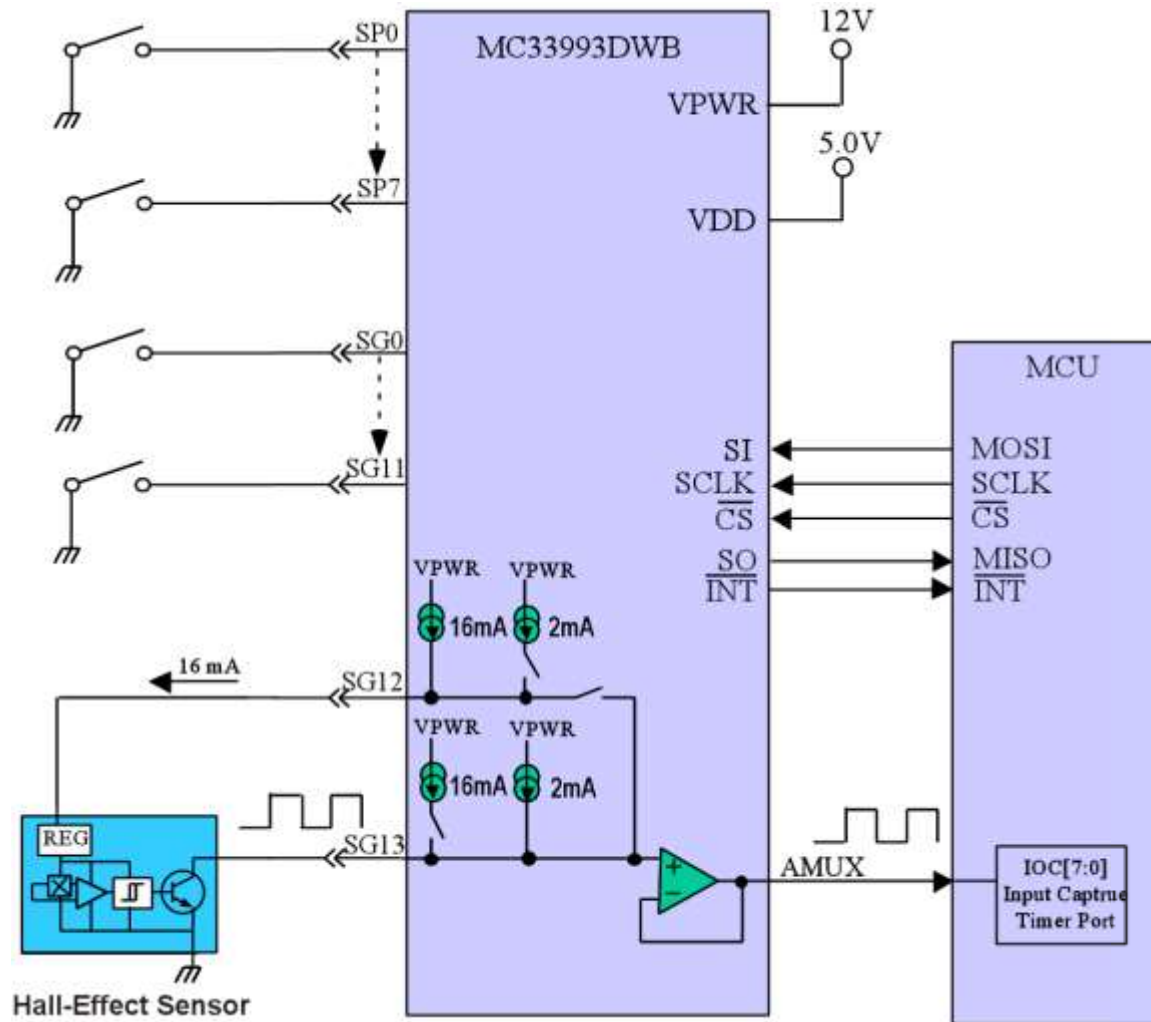 SP0
MC33993DWB
12V
VPWR
SP7
5.0V
VDD
SG0
MCU
SG11
SI
MOSI
SCLK
SCLK
CS
CS
SO
MISO
INT
INT
VPWR
VPWR
16mA
2mA
16 mA
SG12
VPWR
VPWR
16mA
2mA
REG
SG13
AMUX
IOC[7:0]
Input Captrue
Timer Port
Hall-Effect Sensor